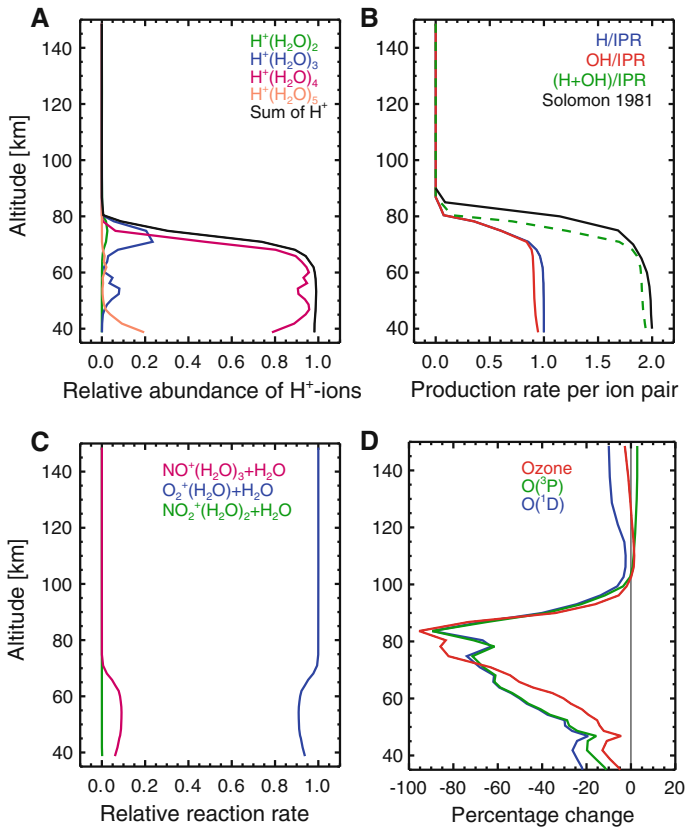 A
H⁺(H₂O)₂
H⁺(H₂O)₃
H⁺(H₂O)₄
H⁺(H₂O)₅
Sum of H⁺
Altitude [km]
140
120
100
80
60
40
0.0 0.2 0.4 0.6 0.8 1.0
Relative abundance of H⁺-ions
B
H/IPR
OH/IPR
(H+OH)/IPR
Solomon 1981
140
120
100
80
60
40
0.0 0.5 1.0 1.5 2.0
Production rate per ion pair
C
NO⁺(H₂O)₃+H₂O
O₂⁺(H₂O)+H₂O
NO₂⁺(H₂O)₂+H₂O
Altitude [km]
140
120
100
80
60
40
0.0 0.2 0.4 0.6 0.8 1.0
Relative reaction rate
D
Ozone
O(³P)
O(¹D)
140
120
100
80
60
40
-100 -80 -60 -40 -20 0 20
Percentage change